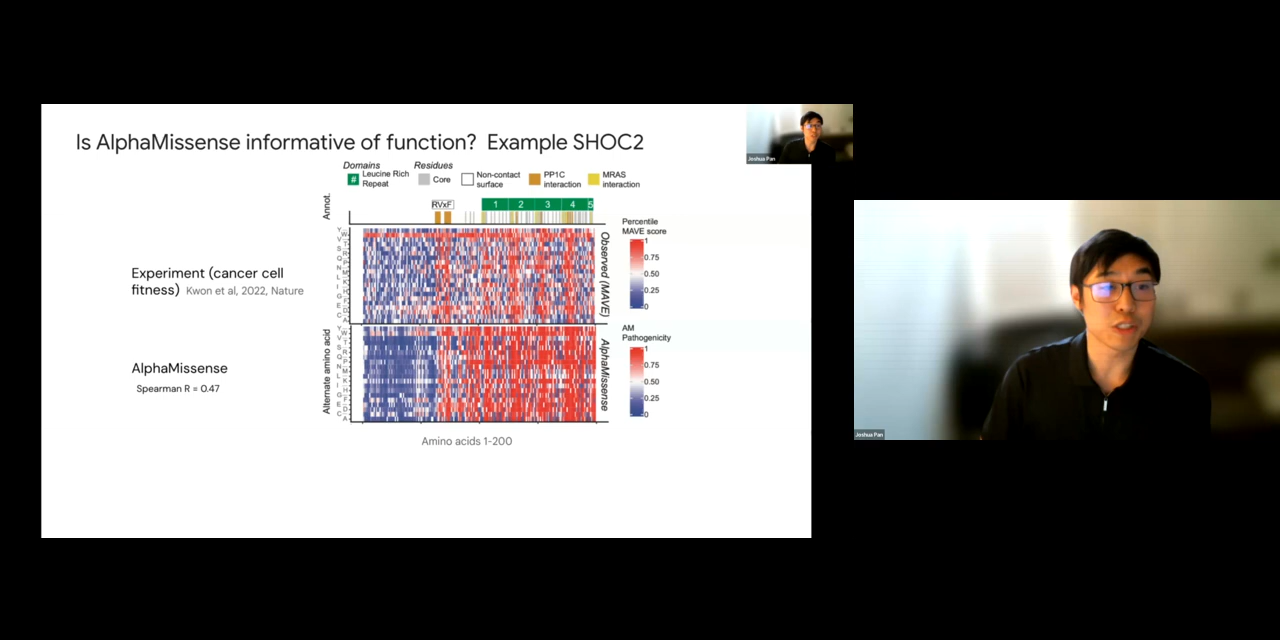 Is AlphaMissense informative of function? Example SHOC2
Joshua Pan
Domains
Residues
# Leucine Rich
Repeat
Core
Non-contact
surface
PP1C
interaction
MRAS
interaction
Annot.
RVxF
1 2 3 4 5
Percentile
MAVE score
1
0.75
0.50
0.25
0
Observed (MAVE)
Experiment (cancer cell
fitness) Kwon et al, 2022, Nature
AlphaMissense
Spearman R = 0.47
Alternate amino acid
AlphaMissense
AM
Pathogenicity
1
0.75
0.50
0.25
0
Amino acids 1-200
Joshua Pan